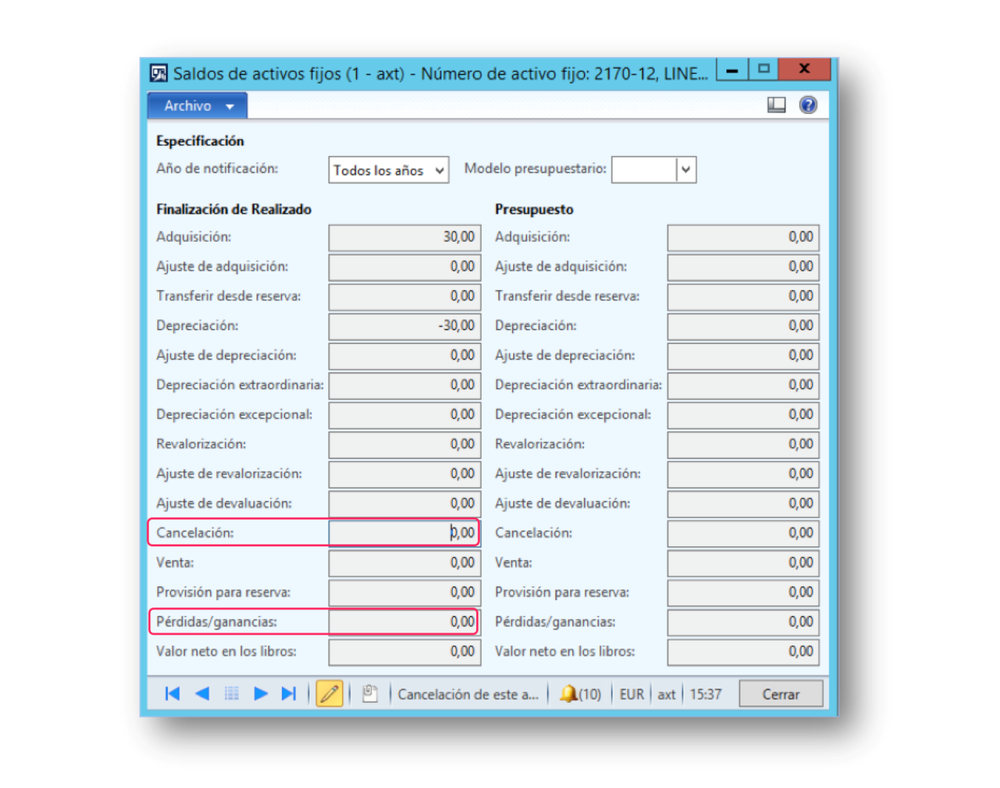 Saldos de activos fijos (1 - axt) - Número de activo fijo: 2170-12, LINE...
Archivo
Especificación
Año de notificación: Todos los años Modelo presupuestario:
Finalización de Realizado Presupuesto
Adquisición: 30,00 Adquisición: 0,00
Ajuste de adquisición: 0,00 Ajuste de adquisición: 0,00
Transferir desde reserva: 0,00 Transferir desde reserva: 0,00
Depreciación: -30,00 Depreciación: 0,00
Ajuste de depreciación: 0,00 Ajuste de depreciación: 0,00
Depreciación extraordinaria: 0,00 Depreciación extraordinaria: 0,00
Depreciación excepcional: 0,00 Depreciación excepcional: 0,00
Revalorización: 0,00 Revalorización: 0,00
Ajuste de revalorización: 0,00 Ajuste de revalorización: 0,00
Ajuste de devaluación: 0,00 Ajuste de devaluación: 0,00
Cancelación: 0,00 Cancelación: 0,00
Venta: 0,00 Venta: 0,00
Provisión para reserva: 0,00 Provisión para reserva: 0,00
Pérdidas/ganancias: 0,00 Pérdidas/ganancias: 0,00
Valor neto en los libros: 0,00 Valor neto en los libros: 0,00
Cancelación de este a... (10) EUR axt 15:37 Cerrar